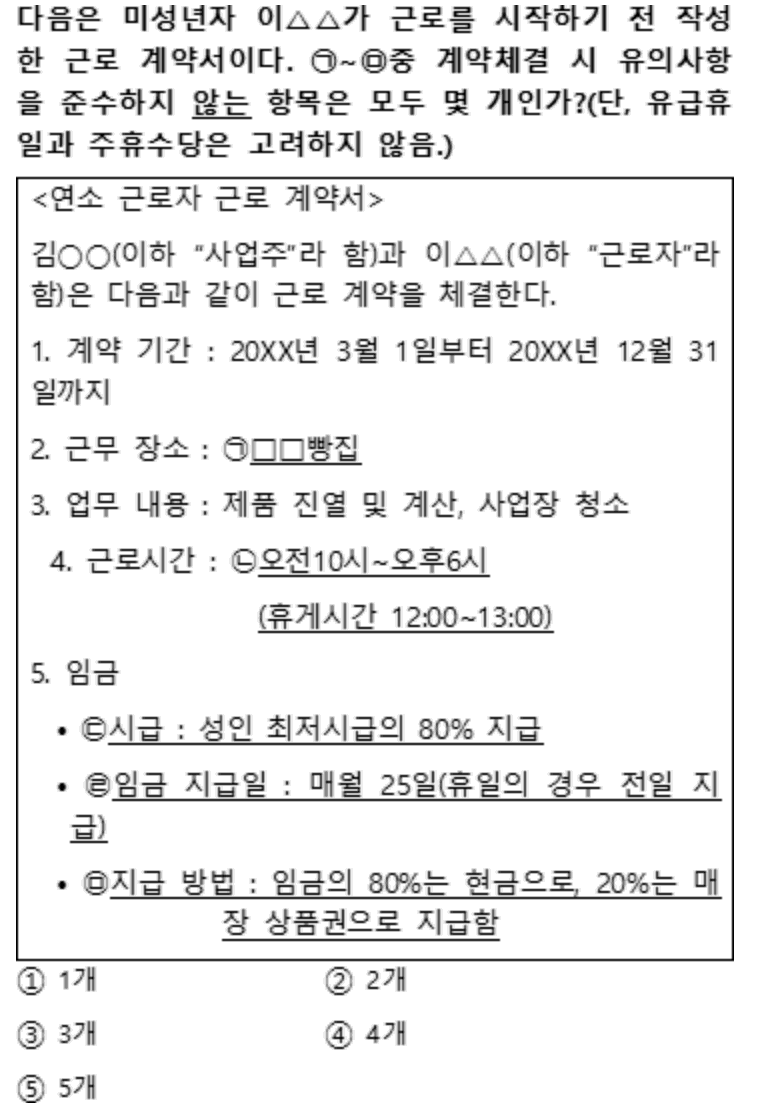 다음은 미성년자 이△△가 근로를 시작하기 전 작성
한 근로 계약서이다. ㉠~㉤중 계약체결 시 유의사항
을 준수하지 않는 항목은 모두 몇 개인가?(단, 유급휴
일과 주휴수당은 고려하지 않음.)
<연소 근로자 근로 계약서>
김○○(이하 "사업주"라 함)과 이△△(이하 "근로자"라
함)은 다음과 같이 근로 계약을 체결한다.
1. 계약 기간 : 20XX년 3월 1일부터 20XX년 12월 31
일까지
2. 근무 장소 : ㉠□□빵집
3. 업무 내용 : 제품 진열 및 계산, 사업장 청소
4. 근로시간 : ㉡오전10시~오후6시
(휴게시간 12:00~13:00)
5. 임금
• ㉢시급 : 성인 최저시급의 80% 지급
• ㉣임금 지급일 : 매월 25일(휴일의 경우 전일 지
급)
• ㉤지급 방법 : 임금의 80%는 현금으로, 20%는 매
장 상품권으로 지급함
① 1개 ② 2개
③ 3개 ④ 4개
⑤ 5개